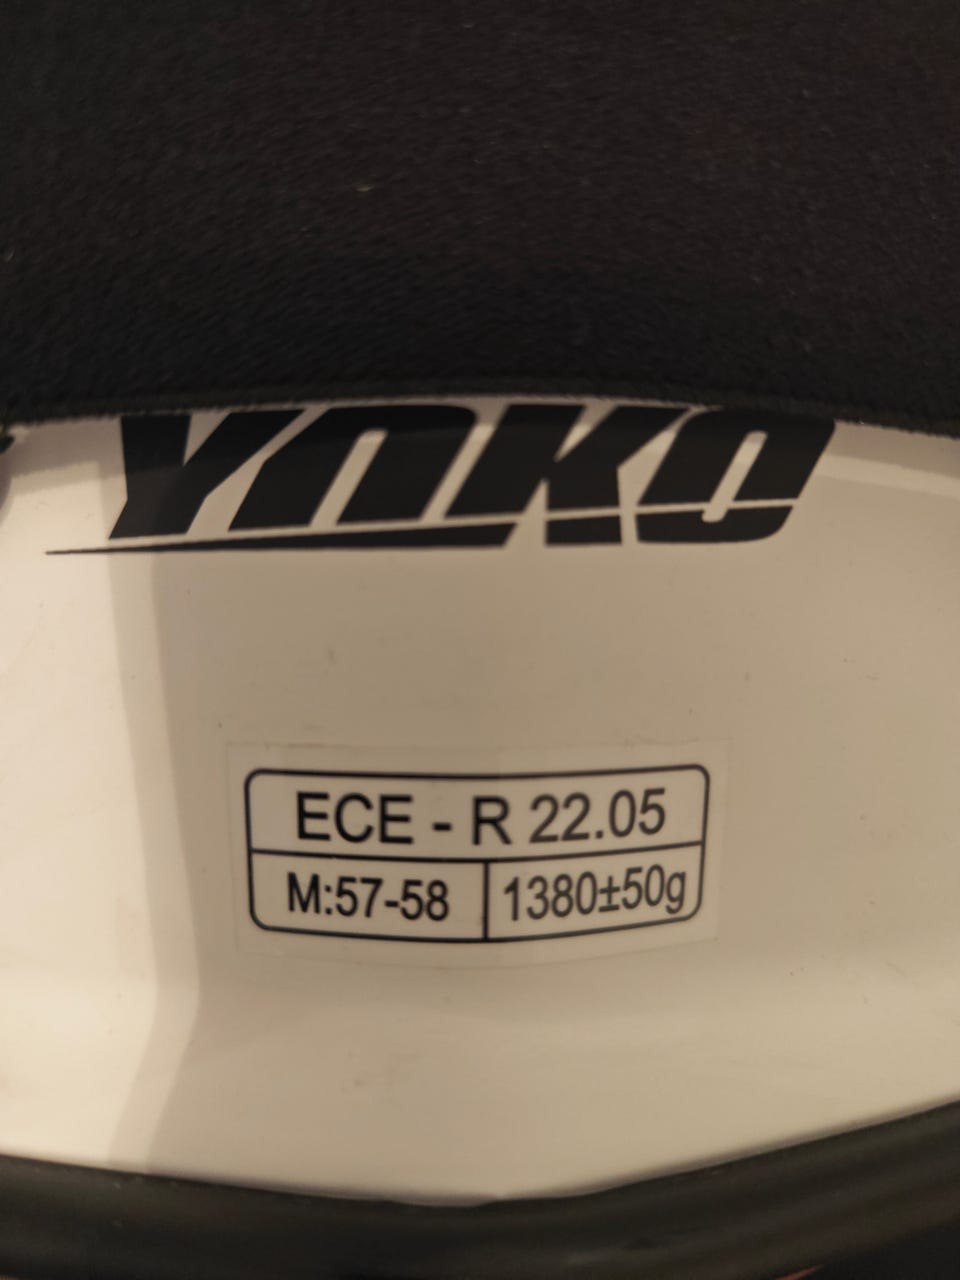 YOKO
ECE - R 22.05
M:57-58 1380±50g